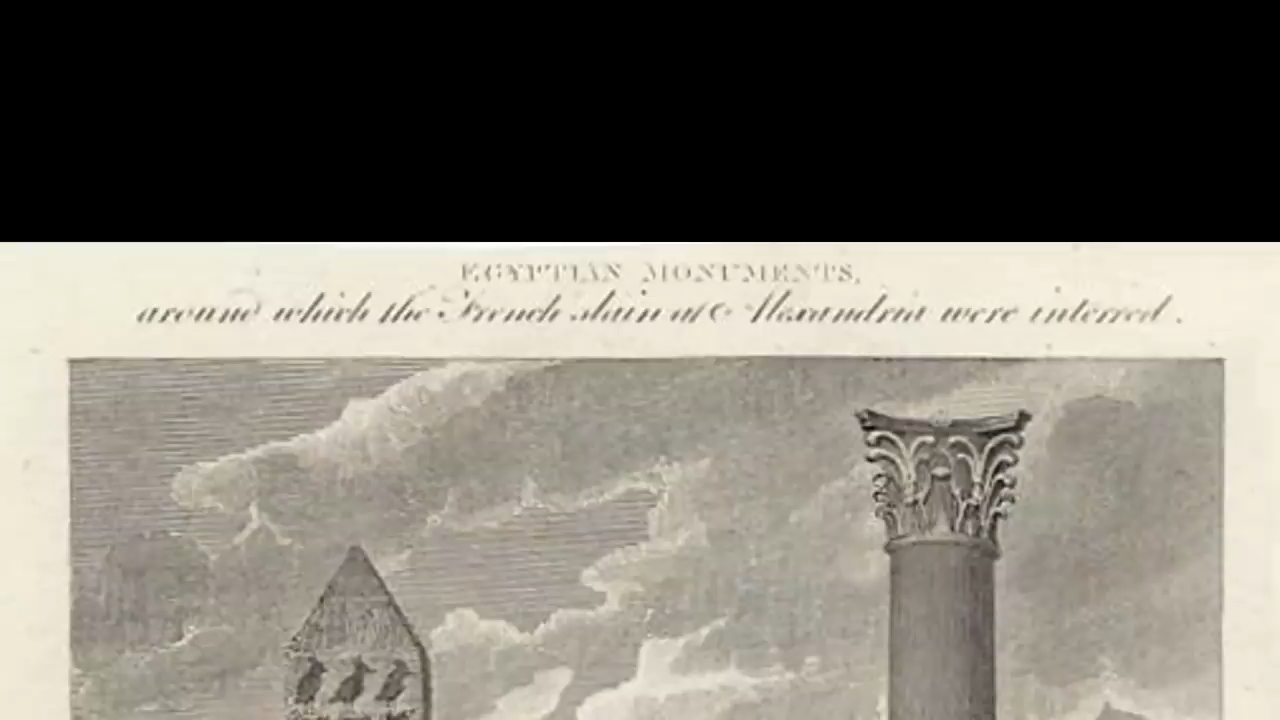 EGYPTIAN MONUMENTS,
around which the French slain at Alexandria were interred.